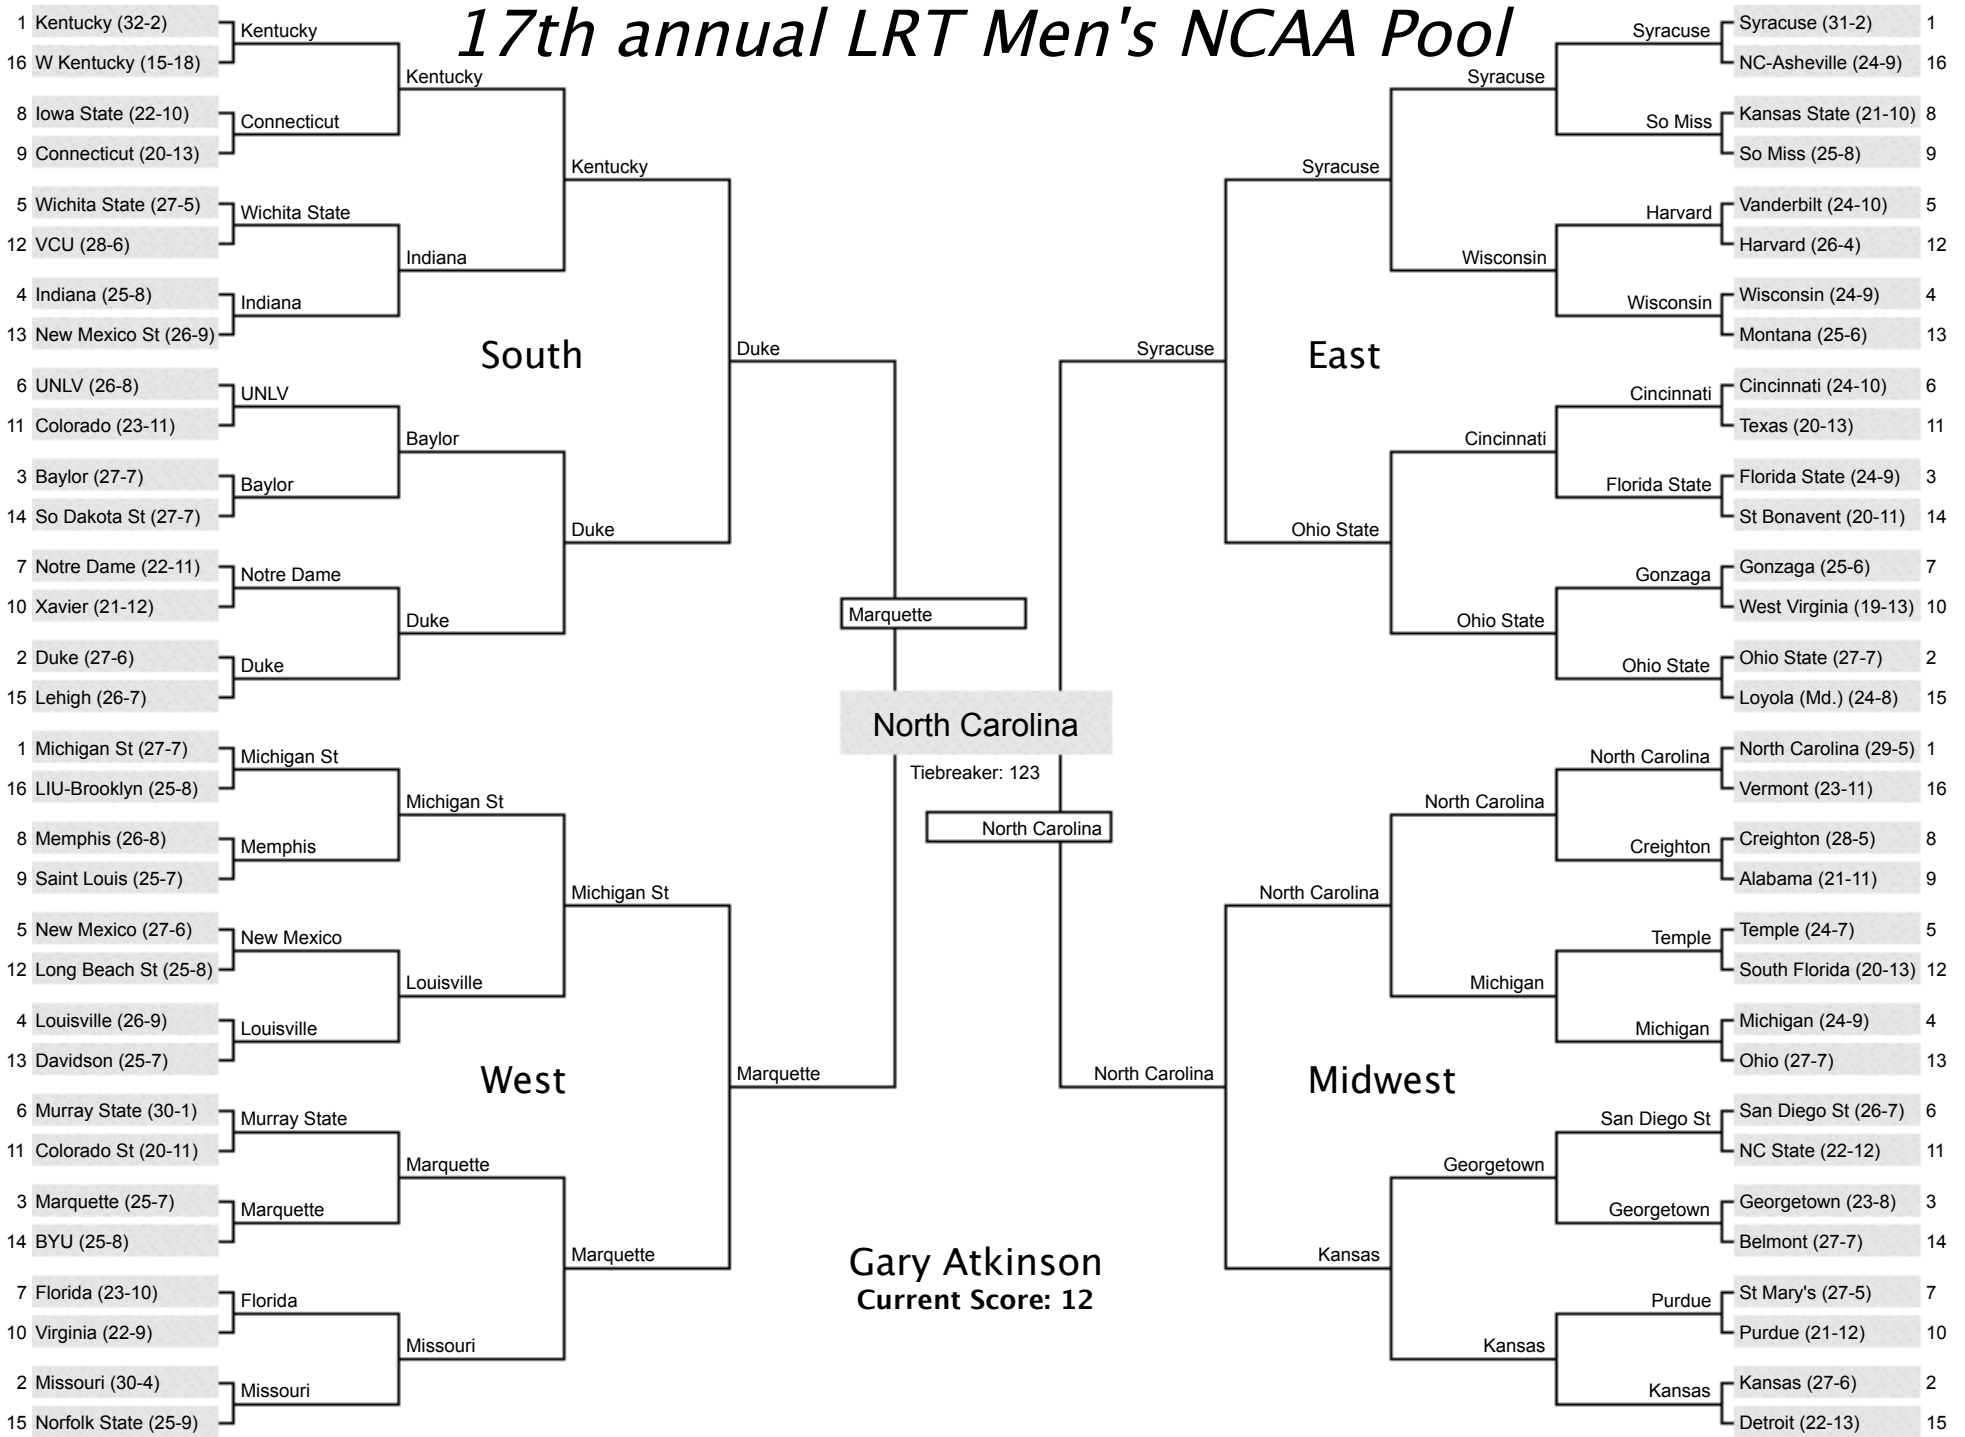 17th annual LRT Men's NCAA Pool
1 Kentucky (32-2)
16 W Kentucky (15-18)
8 Iowa State (22-10)
9 Connecticut (20-13)
5 Wichita State (27-5)
12 VCU (28-6)
4 Indiana (25-8)
13 New Mexico St (26-9)
6 UNLV (26-8)
11 Colorado (23-11)
3 Baylor (27-7)
14 So Dakota St (27-7)
7 Notre Dame (22-11)
10 Xavier (21-12)
2 Duke (27-6)
15 Lehigh (26-7)
Kentucky
Connecticut
Wichita State
Indiana
UNLV
Baylor
Notre Dame
Duke
Kentucky
Indiana
Baylor
Duke
Kentucky
Duke
Duke
South
1 Michigan St (27-7)
16 LIU-Brooklyn (25-8)
8 Memphis (26-8)
9 Saint Louis (25-7)
5 New Mexico (27-6)
12 Long Beach St (25-8)
4 Louisville (26-9)
13 Davidson (25-7)
6 Murray State (30-1)
11 Colorado St (20-11)
3 Marquette (25-7)
14 BYU (25-8)
7 Florida (23-10)
10 Virginia (22-9)
2 Missouri (30-4)
15 Norfolk State (25-9)
Michigan St
Memphis
New Mexico
Louisville
Murray State
Marquette
Florida
Missouri
Michigan St
Louisville
Marquette
Missouri
Michigan St
Marquette
Marquette
West
Marquette
North Carolina
Tiebreaker: 123
North Carolina
Gary Atkinson
Current Score: 12
Syracuse (31-2) 1
NC-Asheville (24-9) 16
Kansas State (21-10) 8
So Miss (25-8) 9
Vanderbilt (24-10) 5
Harvard (26-4) 12
Wisconsin (24-9) 4
Montana (25-6) 13
Cincinnati (24-10) 6
Texas (20-13) 11
Florida State (24-9) 3
St Bonavent (20-11) 14
Gonzaga (25-6) 7
West Virginia (19-13) 10
Ohio State (27-7) 2
Loyola (Md.) (24-8) 15
Syracuse
So Miss
Harvard
Wisconsin
Cincinnati
Florida State
Gonzaga
Ohio State
Syracuse
Wisconsin
Cincinnati
Ohio State
Syracuse
Ohio State
Syracuse
East
North Carolina (29-5) 1
Vermont (23-11) 16
Creighton (28-5) 8
Alabama (21-11) 9
Temple (24-7) 5
South Florida (20-13) 12
Michigan (24-9) 4
Ohio (27-7) 13
San Diego St (26-7) 6
NC State (22-12) 11
Georgetown (23-8) 3
Belmont (27-7) 14
St Mary's (27-5) 7
Purdue (21-12) 10
Kansas (27-6) 2
Detroit (22-13) 15
North Carolina
Creighton
Temple
Michigan
San Diego St
Georgetown
Purdue
Kansas
North Carolina
Michigan
Georgetown
Kansas
North Carolina
Kansas
North Carolina
Midwest